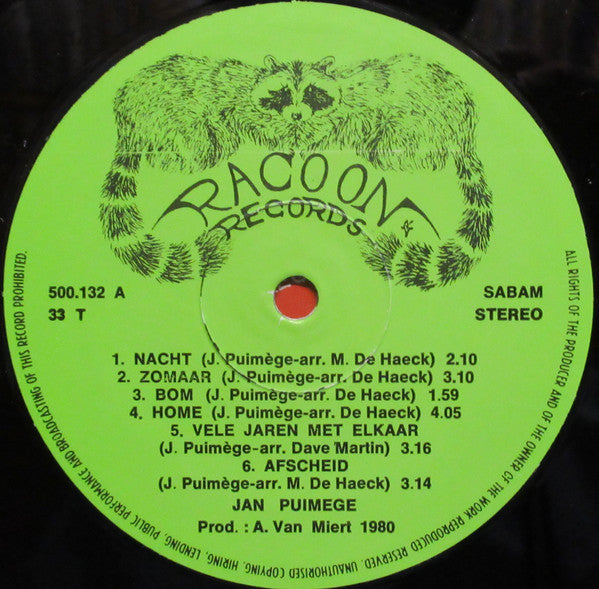 RACOON
RECORDS
500.132 A
33 T
SABAM
STEREO
1. NACHT (J. Puimège-arr. M. De Haeck) 2.10
2. ZOMAAR (J. Puimège-arr. De Haeck) 3.10
3. BOM (J. Puimège-arr. De Haeck) 1.59
4. HOME (J. Puimège-arr. De Haeck) 4.05
5. VELE JAREN MET ELKAAR
(J. Puimège-arr. Dave Martin) 3.16
6. AFSCHEID
(J. Puimège-arr. M. De Haeck) 3.14
JAN PUIMEGE
Prod. : A. Van Miert 1980
ALL RIGHTS OF THE PRODUCER AND OF THE OWNER OF THE WORK REPRODUCED RESERVED. UNAUTHORISED COPYING, HIRING, LENDING, PUBLIC PERFORMANCE AND BROADCASTING OF THIS RECORD PROHIBITED.